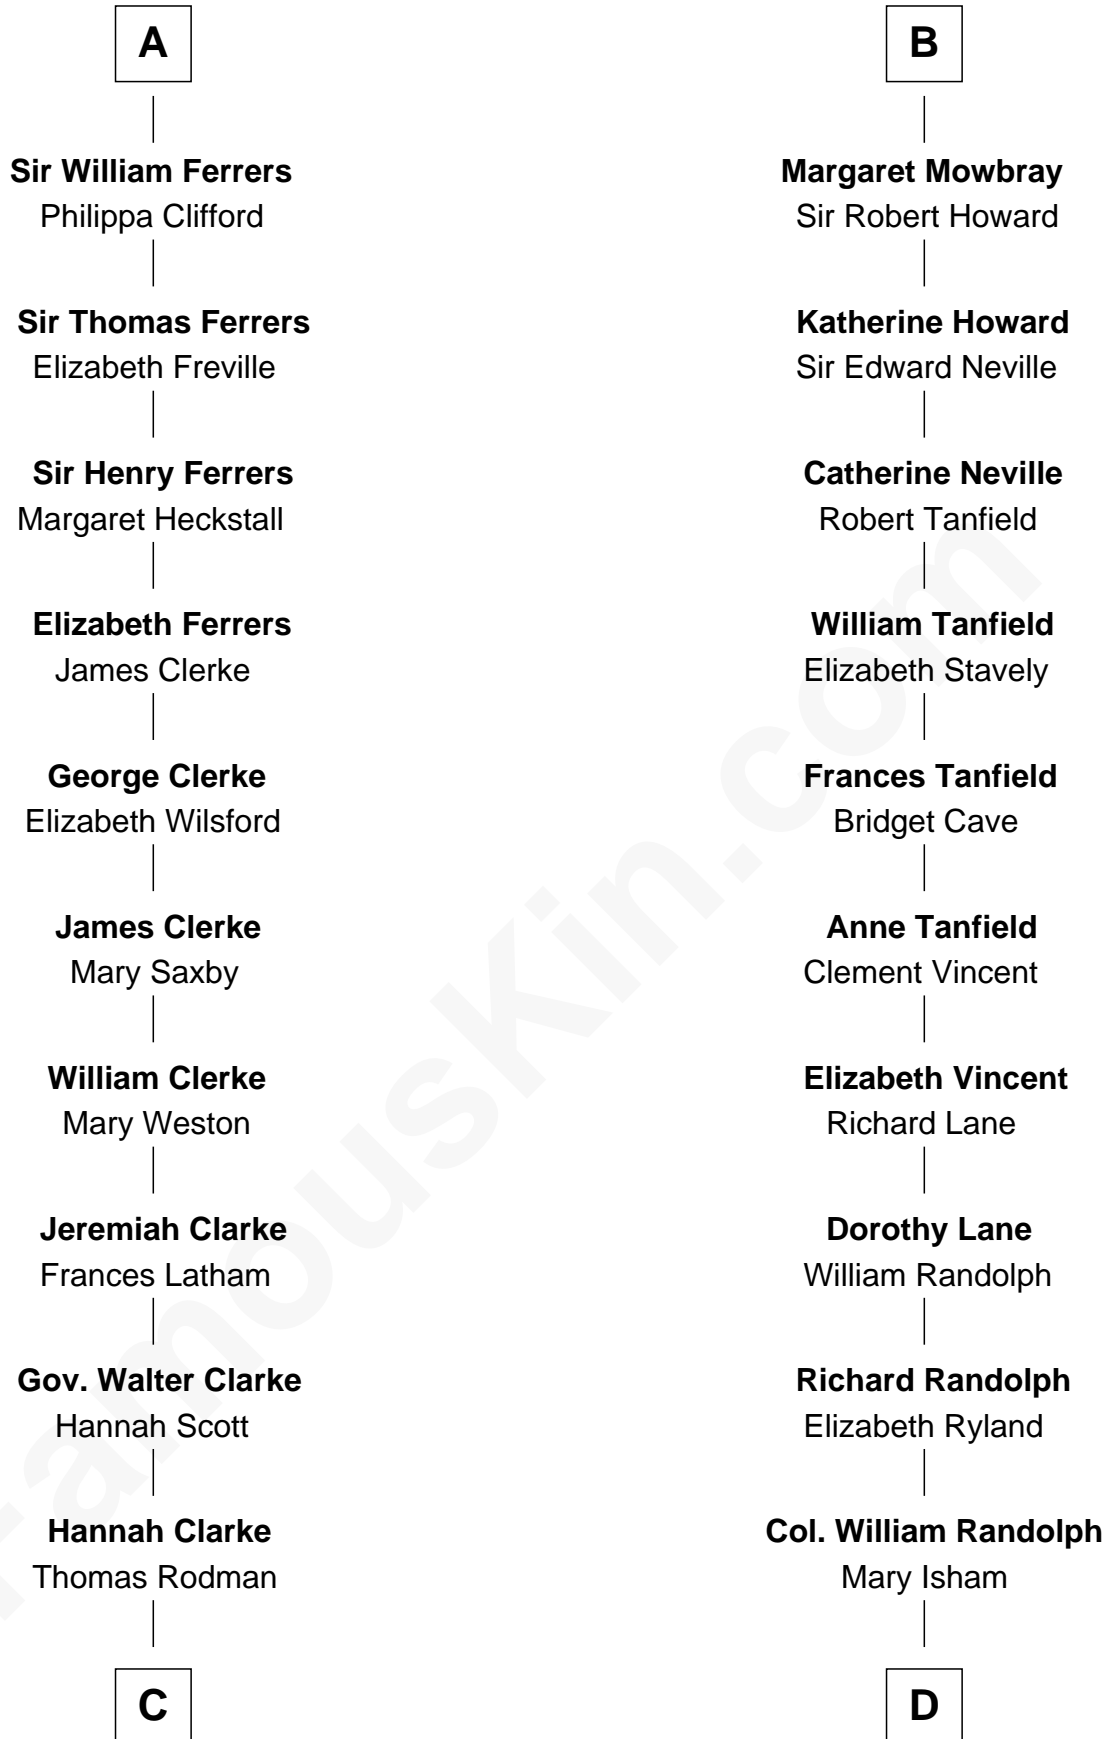 A
Sir William Ferrers
Philippa Clifford
Sir Thomas Ferrers
Elizabeth Freville
Sir Henry Ferrers
Margaret Heckstall
Elizabeth Ferrers
James Clerke
George Clerke
Elizabeth Wilsford
James Clerke
Mary Saxby
William Clerke
Mary Weston
Jeremiah Clarke
Frances Latham
Gov. Walter Clarke
Hannah Scott
Hannah Clarke
Thomas Rodman
C
B
Margaret Mowbray
Sir Robert Howard
Katherine Howard
Sir Edward Neville
Catherine Neville
Robert Tanfield
William Tanfield
Elizabeth Stavely
Frances Tanfield
Bridget Cave
Anne Tanfield
Clement Vincent
Elizabeth Vincent
Richard Lane
Dorothy Lane
William Randolph
Richard Randolph
Elizabeth Ryland
Col. William Randolph
Mary Isham
D
FamousKin.com